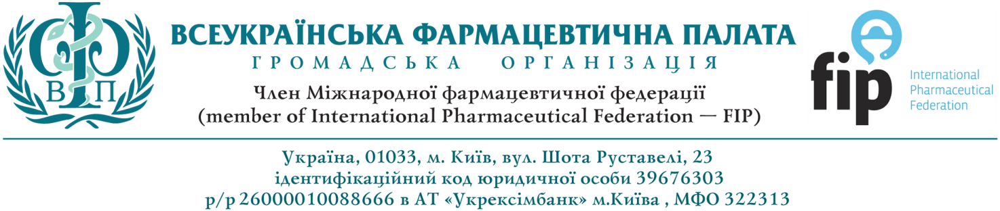 Ф
ВП
ВСЕУКРАЇНСЬКА ФАРМАЦЕВТИЧНА ПАЛАТА
ГРОМАДСЬКА ОРГАНІЗАЦІЯ
Член Міжнародної фармацевтичної федерації
(member of International Pharmaceutical Federation — FIP)
fip
International
Pharmaceutical
Federation
Україна, 01033, м. Київ, вул. Шота Руставелі, 23
ідентифікаційний код юридичної особи 39676303
р/р 26000010088666 в АТ «Укрексімбанк» м.Київа , МФО 322313